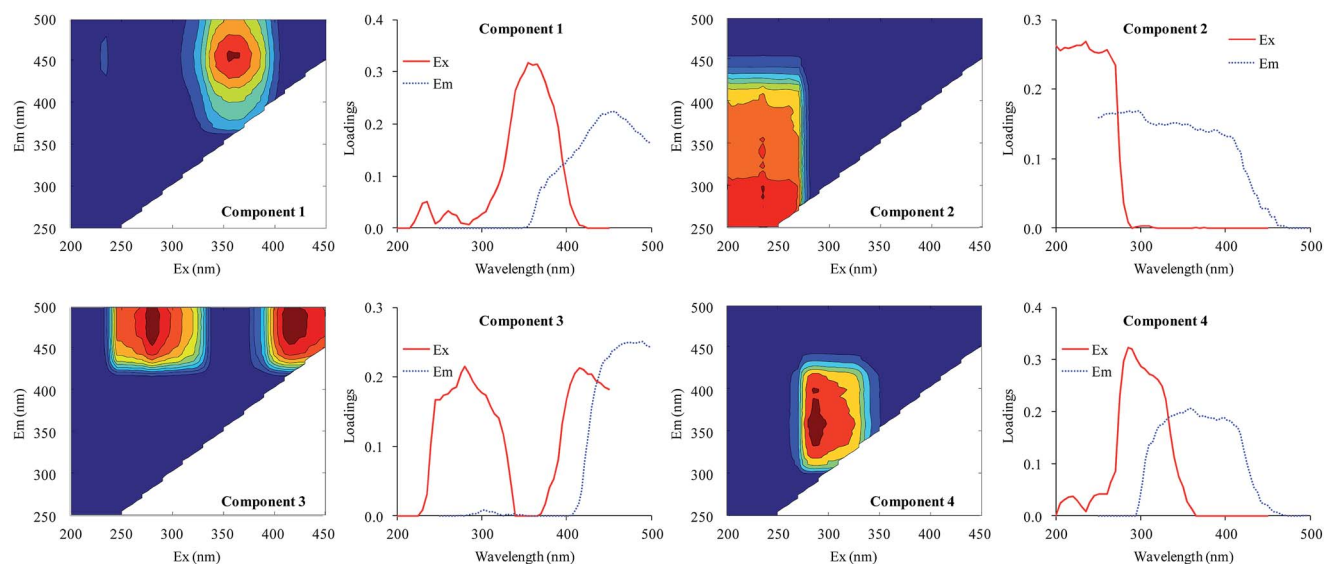 500
450
400
350
300
250
Em (nm)
200 250 300 350 400 450
Ex (nm)
Component 1
0.4
0.3
0.2
0.1
0.0
Loadings
Component 1
Ex
Em
200 300 400 500
Wavelength (nm)
500
450
400
350
300
250
Em (nm)
200 250 300 350 400 450
Ex (nm)
Component 2
0.3
0.2
0.1
0.0
Loadings
Component 2
Ex
Em
200 300 400 500
Wavelength (nm)
500
450
400
350
300
250
Em (nm)
200 250 300 350 400 450
Ex (nm)
Component 3
0.3
0.2
0.1
0.0
Loadings
Component 3
Ex
Em
200 300 400 500
Wavelength (nm)
500
450
400
350
300
250
Em (nm)
200 250 300 350 400 450
Ex (nm)
Component 4
0.4
0.3
0.2
0.1
0.0
Loadings
Component 4
Ex
Em
200 300 400 500
Wavelength (nm)